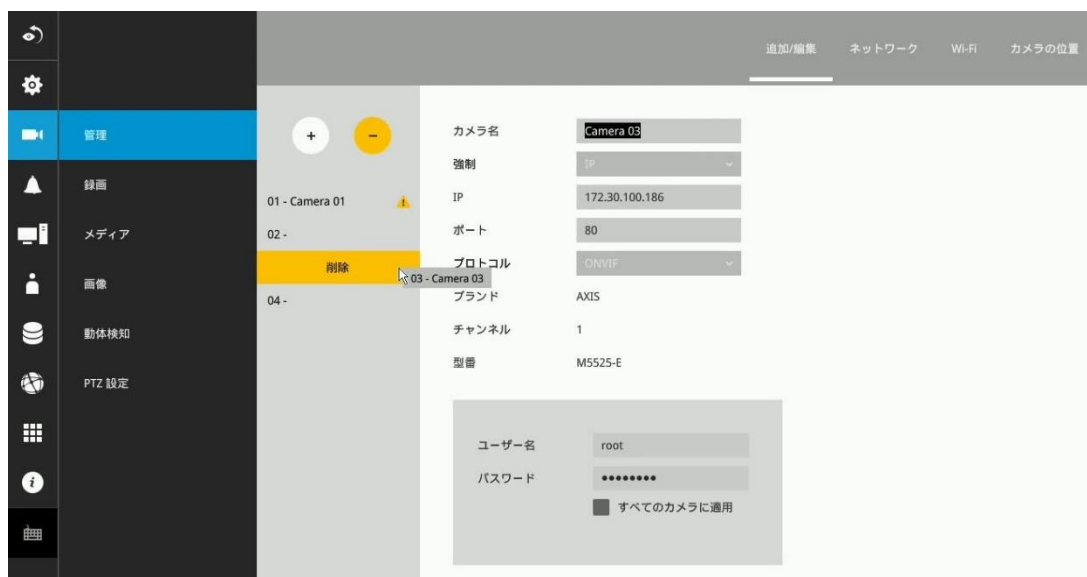 追加/編集 ネットワーク Wi-Fi カメラの位置
管理
録画
メディア
画像
動体検知
PTZ 設定
+ −
01 - Camera 01
02 -
削除
03 - Camera 03
04 -
カメラ名 Camera 03
強制 IP
IP 172.30.100.186
ポート 80
プロトコル ONVIF
ブランド AXIS
チャンネル 1
型番 M5525-E
ユーザー名 root
パスワード ••••••••
すべてのカメラに適用